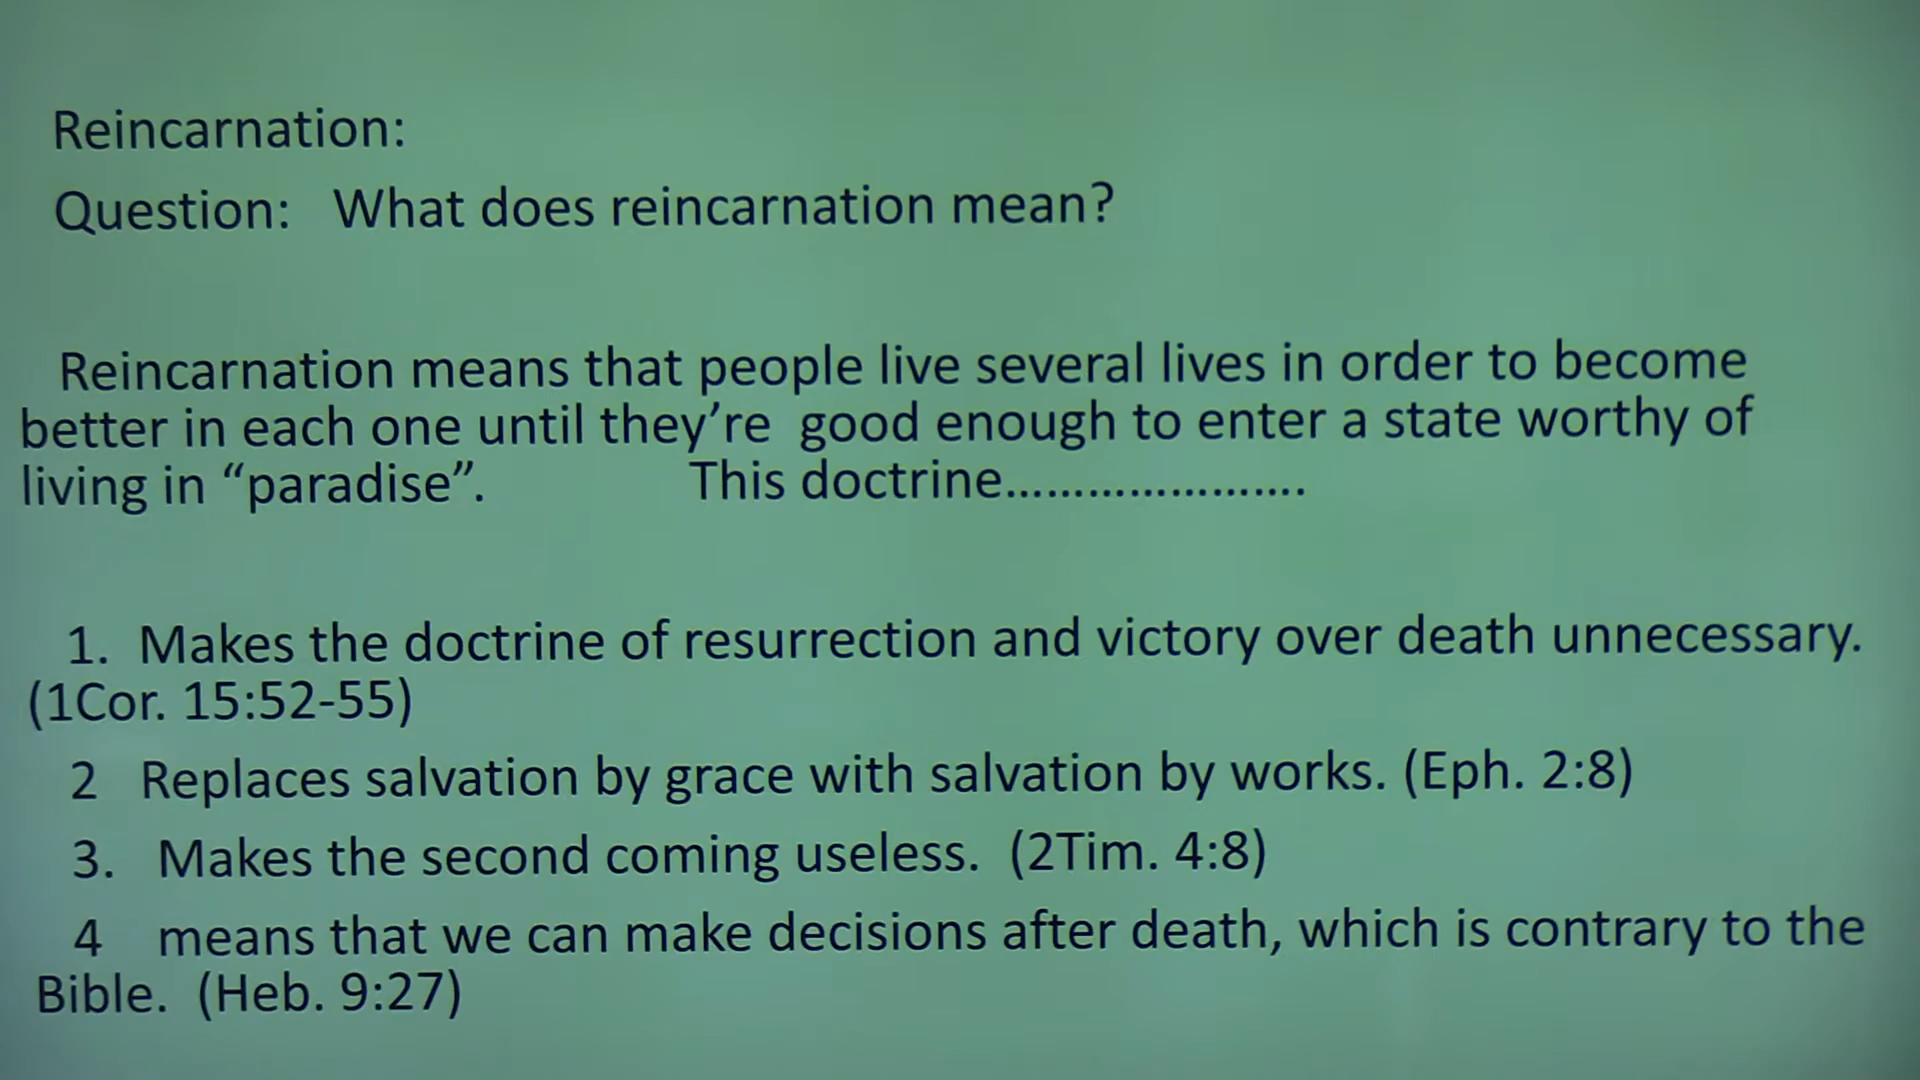 Reincarnation:
Question: What does reincarnation mean?
Reincarnation means that people live several lives in order to become
better in each one until they’re good enough to enter a state worthy of
living in “paradise”. This doctrine......................
1. Makes the doctrine of resurrection and victory over death unnecessary.
(1Cor. 15:52-55)
2 Replaces salvation by grace with salvation by works. (Eph. 2:8)
3. Makes the second coming useless. (2Tim. 4:8)
4 means that we can make decisions after death, which is contrary to the
Bible. (Heb. 9:27)